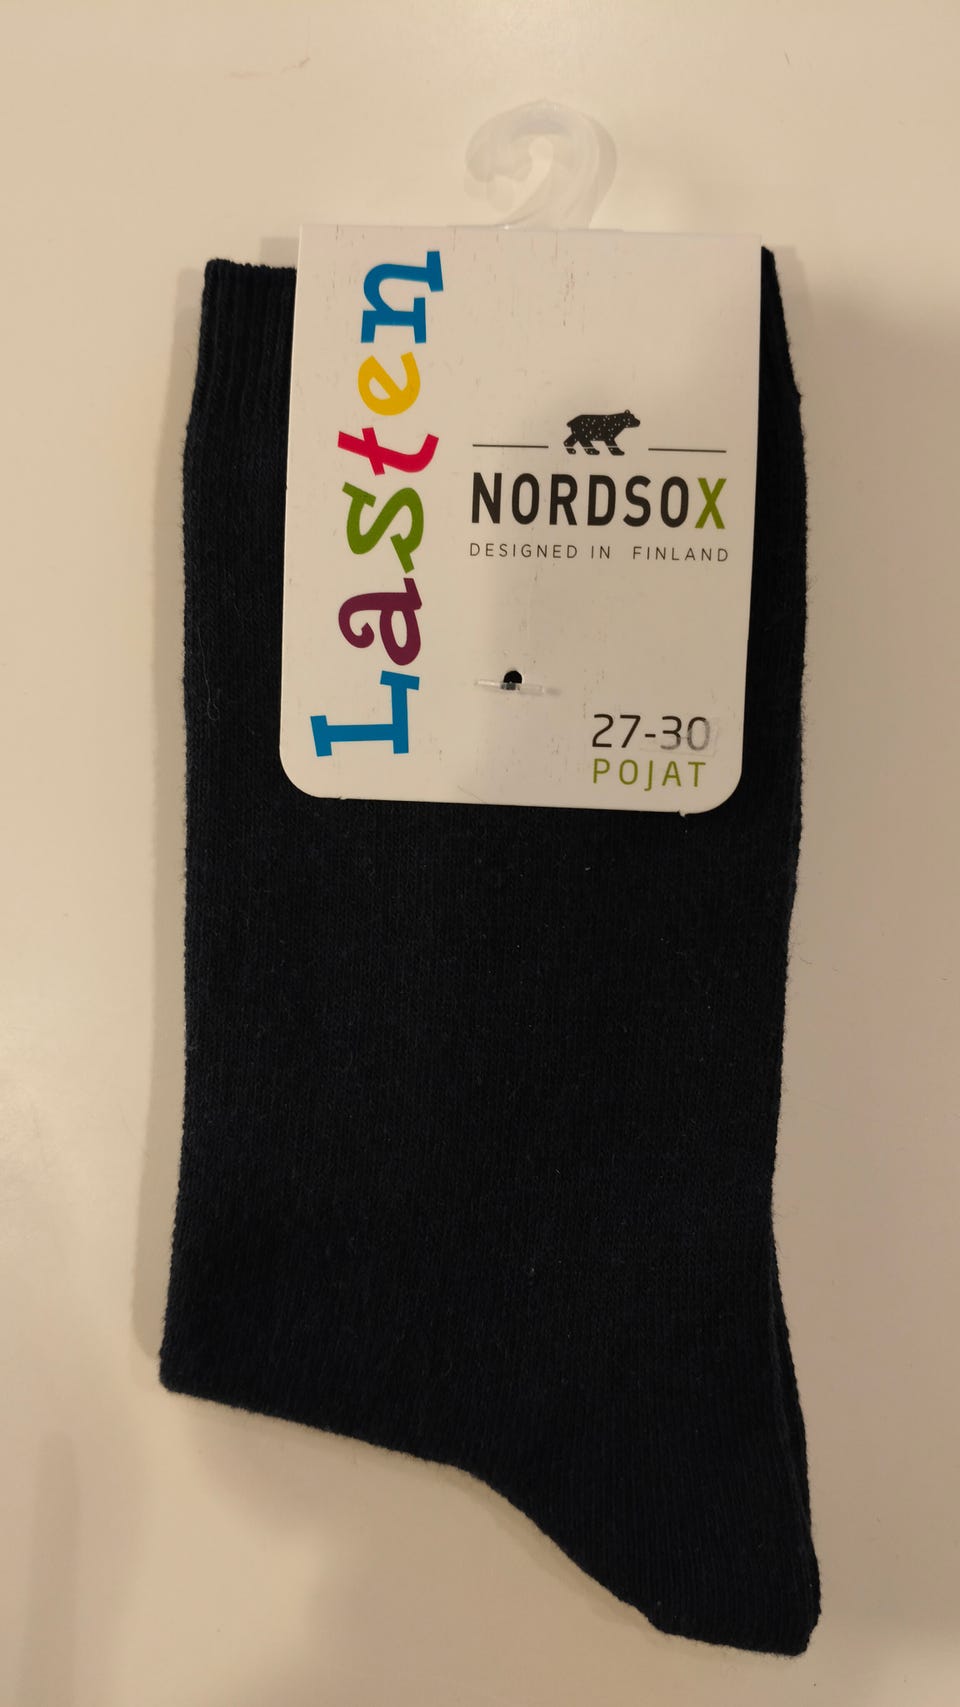 Lasten
NORDSOX
DESIGNED IN FINLAND
27-30
POJAT